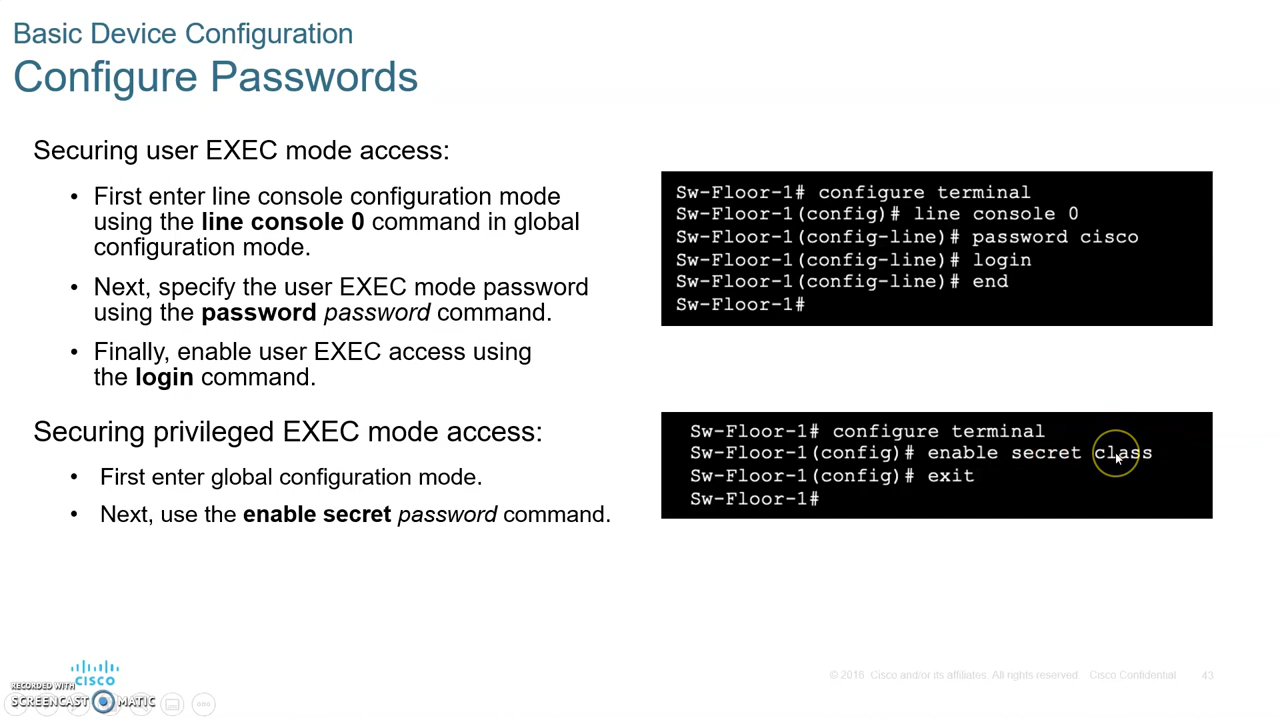 Basic Device Configuration
Configure Passwords
Securing user EXEC mode access:
• First enter line console configuration mode
using the line console 0 command in global
configuration mode.
• Next, specify the user EXEC mode password
using the password password command.
• Finally, enable user EXEC access using
the login command.
Sw-Floor-1# configure terminal
Sw-Floor-1(config)# line console 0
Sw-Floor-1(config-line)# password cisco
Sw-Floor-1(config-line)# login
Sw-Floor-1(config-line)# end
Sw-Floor-1#
Securing privileged EXEC mode access:
• First enter global configuration mode.
• Next, use the enable secret password command.
Sw-Floor-1# configure terminal
Sw-Floor-1(config)# enable secret class
Sw-Floor-1(config)# exit
Sw-Floor-1#
CISCO
RECORDED WITH
SCREENCAST MATIC
© 2016 Cisco and/or its affiliates. All rights reserved. Cisco Confidential
43